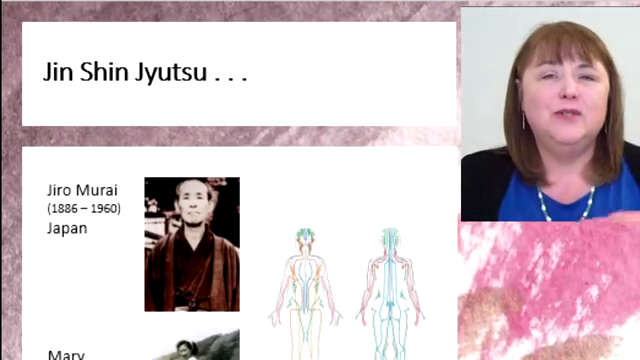 Jin Shin Jyutsu . . .
Jiro Murai
(1886 – 1960)
Japan
Mary